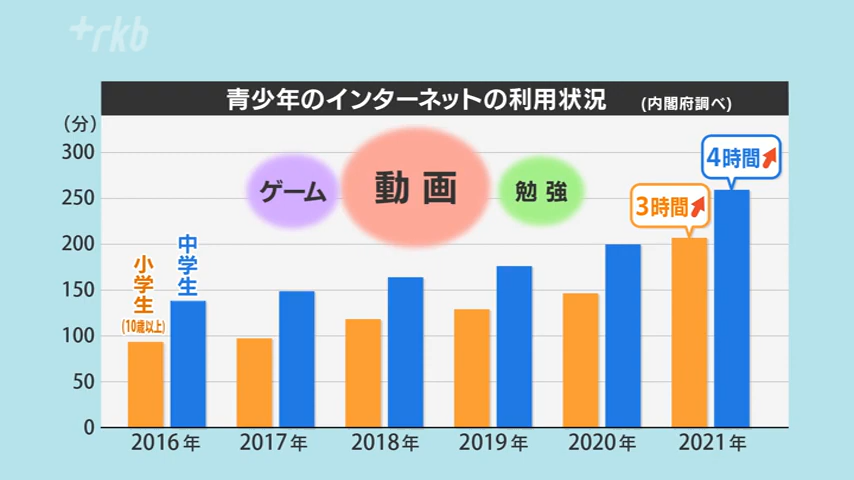 +rkb
青少年のインターネットの利用状況 (内閣府調べ)
(分)
300
250
200
150
100
50
0
ゲーム
動画
勉強
4時間
3時間
中学生
小学生
(10歳以上)
2016年 2017年 2018年 2019年 2020年 2021年